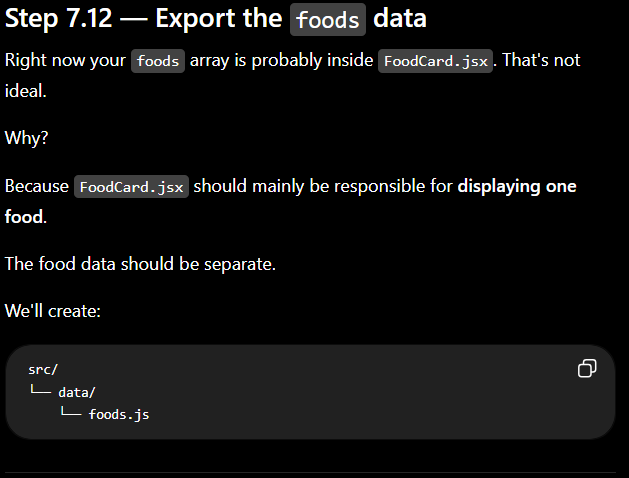 Step 7.12 — Export the foods data
Right now your foods array is probably inside FoodCard.jsx. That's not
ideal.
Why?
Because FoodCard.jsx should mainly be responsible for displaying one
food.
The food data should be separate.
We'll create:
src/
└── data/
    └── foods.js